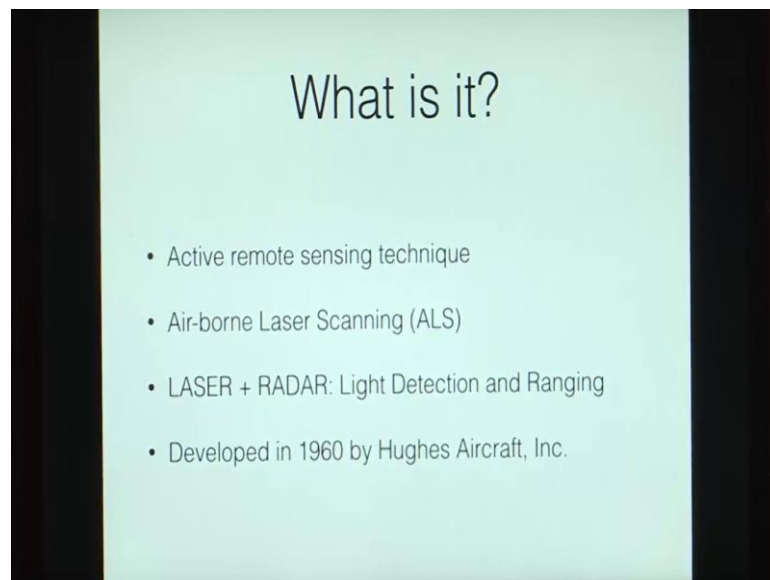 What is it?
• Active remote sensing technique
• Air-borne Laser Scanning (ALS)
• LASER + RADAR: Light Detection and Ranging
• Developed in 1960 by Hughes Aircraft, Inc.